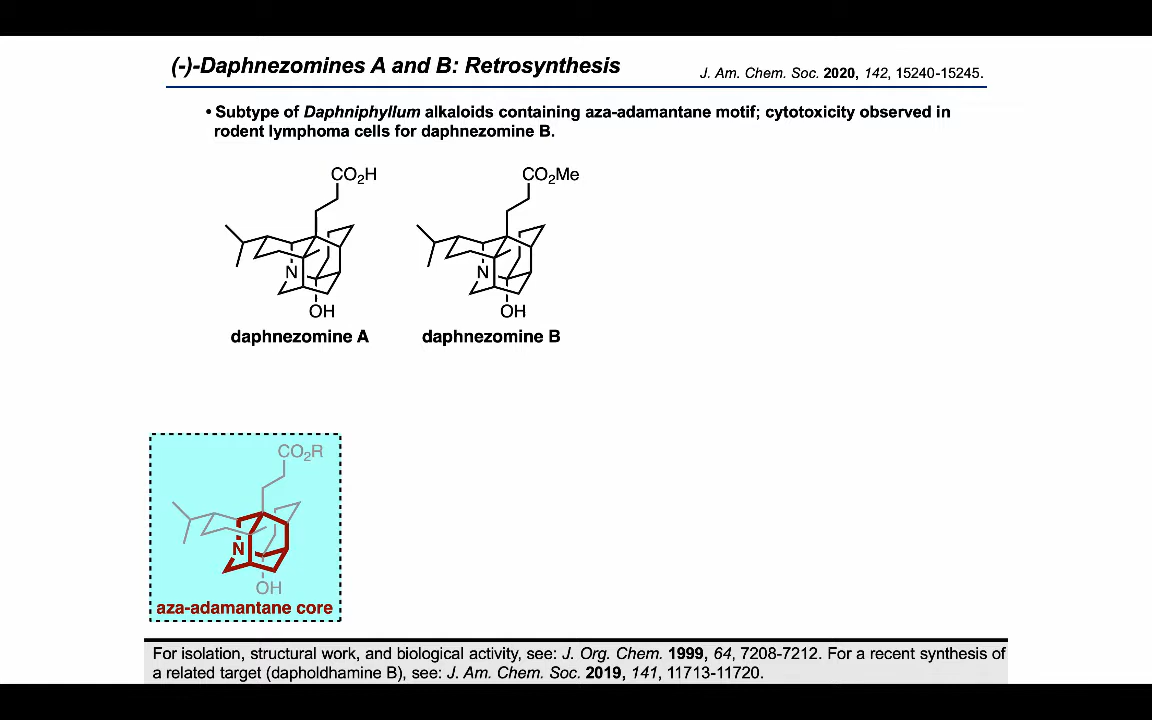 (-)-Daphnezomines A and B: Retrosynthesis
J. Am. Chem. Soc. 2020, 142, 15240-15245.
• Subtype of Daphniphyllum alkaloids containing aza-adamantane motif; cytotoxicity observed in
rodent lymphoma cells for daphnezomine B.
CO₂H
N
OH
daphnezomine A
CO₂Me
N
OH
daphnezomine B
CO₂R
N
OH
aza-adamantane core
For isolation, structural work, and biological activity, see: J. Org. Chem. 1999, 64, 7208-7212. For a recent synthesis of
a related target (dapholdhamine B), see: J. Am. Chem. Soc. 2019, 141, 11713-11720.